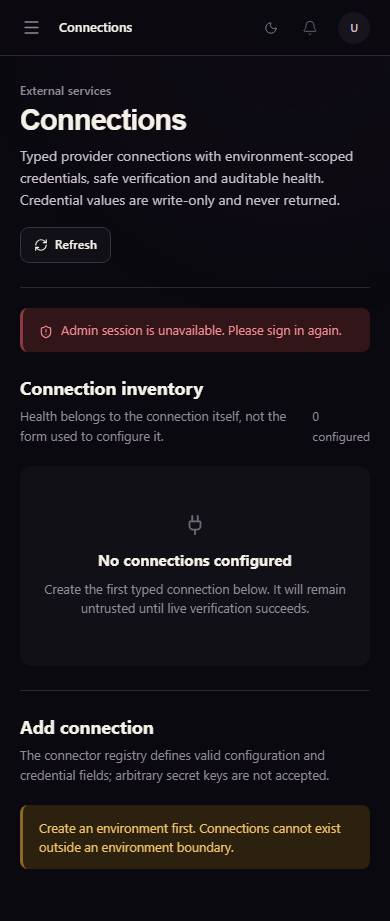 Connections
U
External services
Connections
Typed provider connections with environment-scoped
credentials, safe verification and auditable health.
Credential values are write-only and never returned.
Refresh
Admin session is unavailable. Please sign in again.
Connection inventory
Health belongs to the connection itself, not the
form used to configure it.
0
configured
No connections configured
Create the first typed connection below. It will remain
untrusted until live verification succeeds.
Add connection
The connector registry defines valid configuration and
credential fields; arbitrary secret keys are not accepted.
Create an environment first. Connections cannot exist
outside an environment boundary.